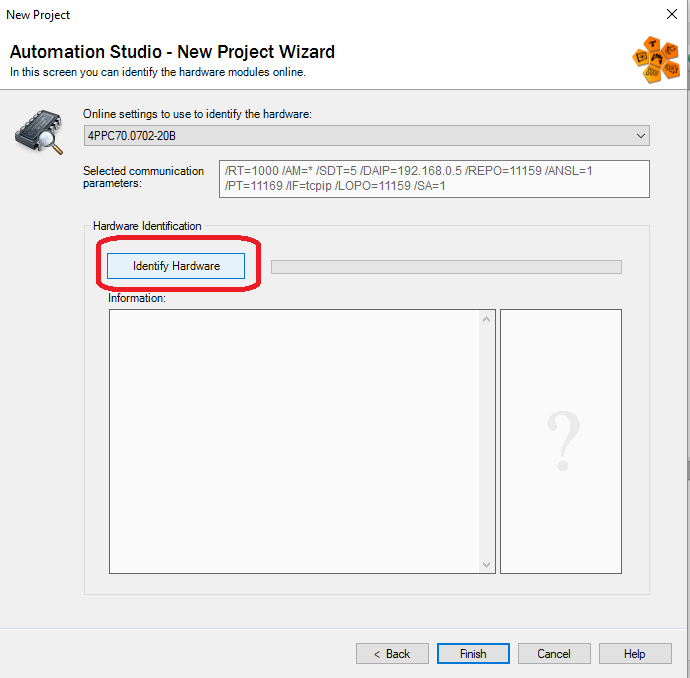 New Project
Automation Studio - New Project Wizard
In this screen you can identify the hardware modules online.
Online settings to use to identify the hardware:
4PPC70.0702-20B
Selected communication
parameters:
/RT=1000 /AM=* /SDT=5 /DAIP=192.168.0.5 /REPO=11159 /ANSL=1
/PT=11169 /IF=tcpip /LOPO=11159 /SA=1
Hardware Identification
Identify Hardware
Information:
?
< Back
Finish
Cancel
Help